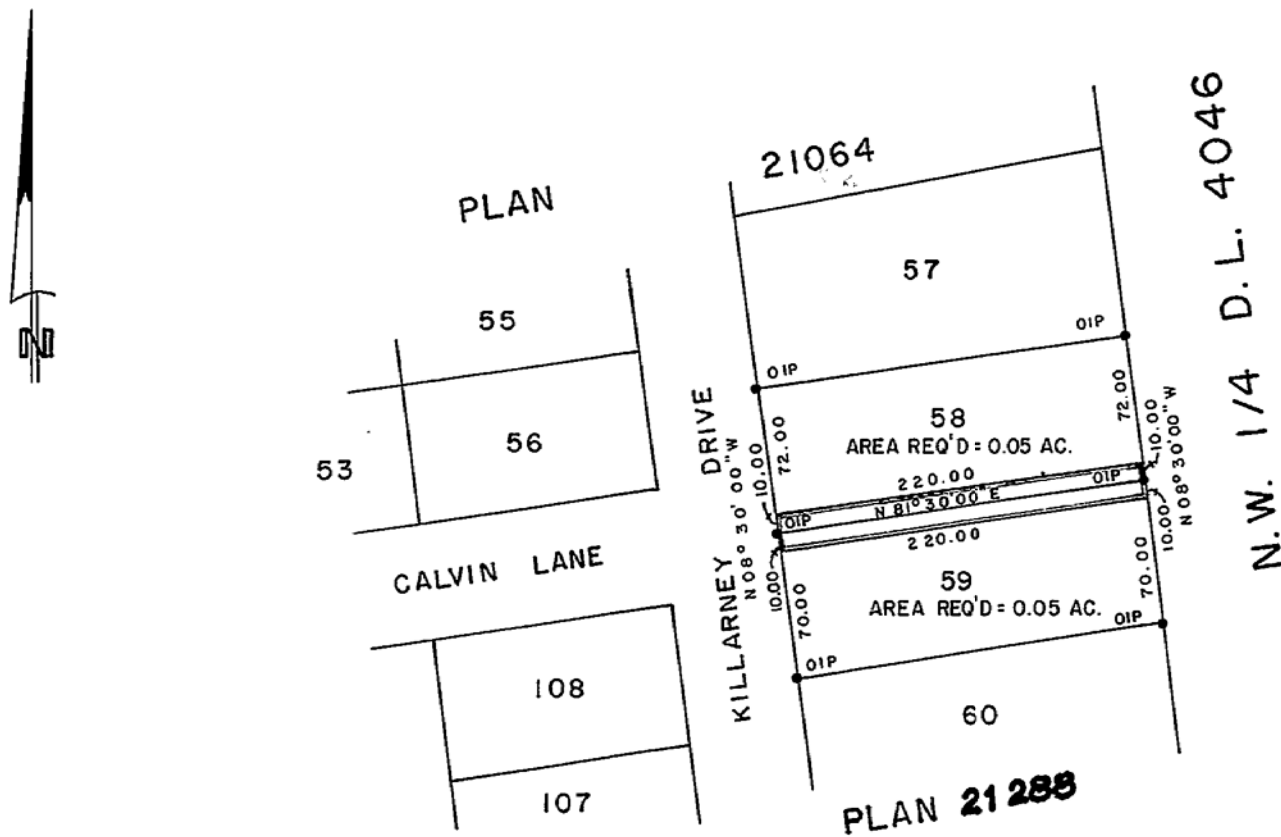 N
PLAN
21064
55
57
56
53
OIP
OIP
DRIVE
72.00
72.00
58
AREA REQ'D = 0.05 AC.
220.00
N 81° 30' 00" E
220.00
OIP
OIP
10.00
N 08° 30' 00" W
10.00
10.00
N 08° 30' 00" W
10.00
CALVIN LANE
KILLARNEY
59
AREA REQ'D = 0.05 AC.
70.00
70.00
OIP
OIP
108
60
107
PLAN 21288
N.W. 1/4 D.L. 4046